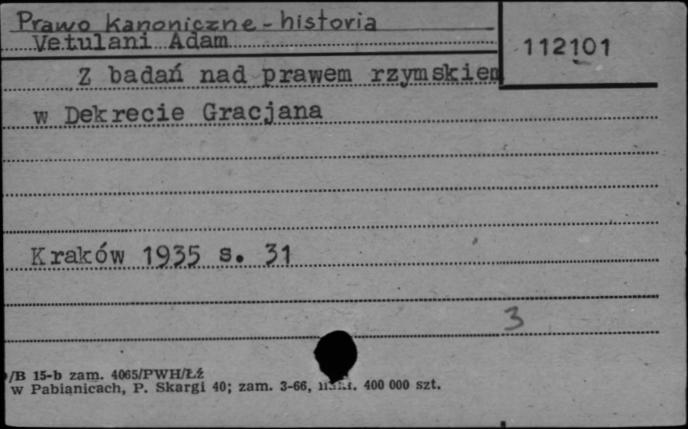 Prawo kanoniczne - historia
Vetulani Adam
112101
Z badań nad prawem rzymskiem
w Dekrecie Gracjana
Kraków 1935 s. 31
3
/B 15-b zam. 4065/PWH/Łź
w Pabianicach, P. Skargi 40; zam. 3-66, 400 000 szt.